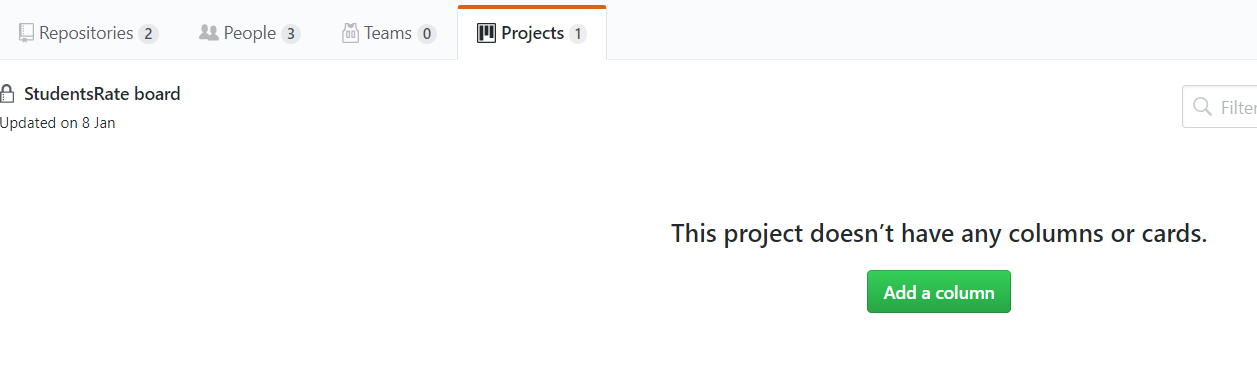 Repositories 2 People 3 Teams 0 Projects 1
StudentsRate board
Updated on 8 Jan
Filter
This project doesn’t have any columns or cards.
Add a column